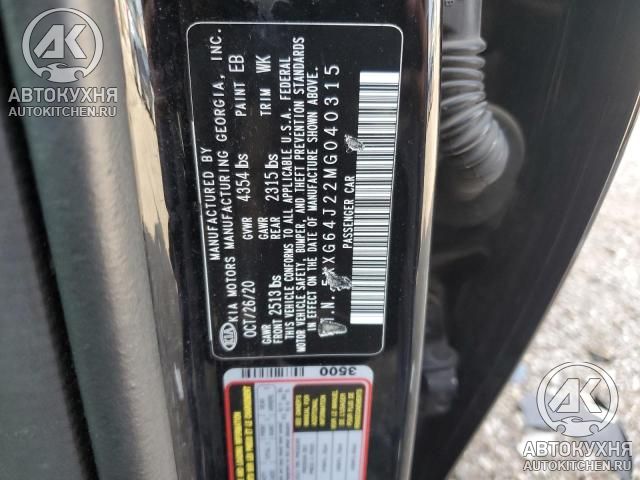 MANUFACTURED BY
KIA MOTORS MANUFACTURING GEORGIA, INC.
OCT/26/20 GVWR 4354 lbs PAINT EB
GAWR FRONT 2513 lbs GAWR REAR 2315 lbs TRIM WK
THIS VEHICLE CONFORMS TO ALL APPLICABLE U.S.A. FEDERAL
MOTOR VEHICLE SAFETY, BUMPER, AND THEFT PREVENTION STANDARDS
IN EFFECT ON THE DATE OF MANUFACTURE SHOWN ABOVE.
XG64J22MG040315
PASSENGER CAR
KIA
3500
AK
АВТОКУХНЯ
AUTOKITCHEN.RU
AK
АВТОКУХНЯ
AUTOKITCHEN.RU